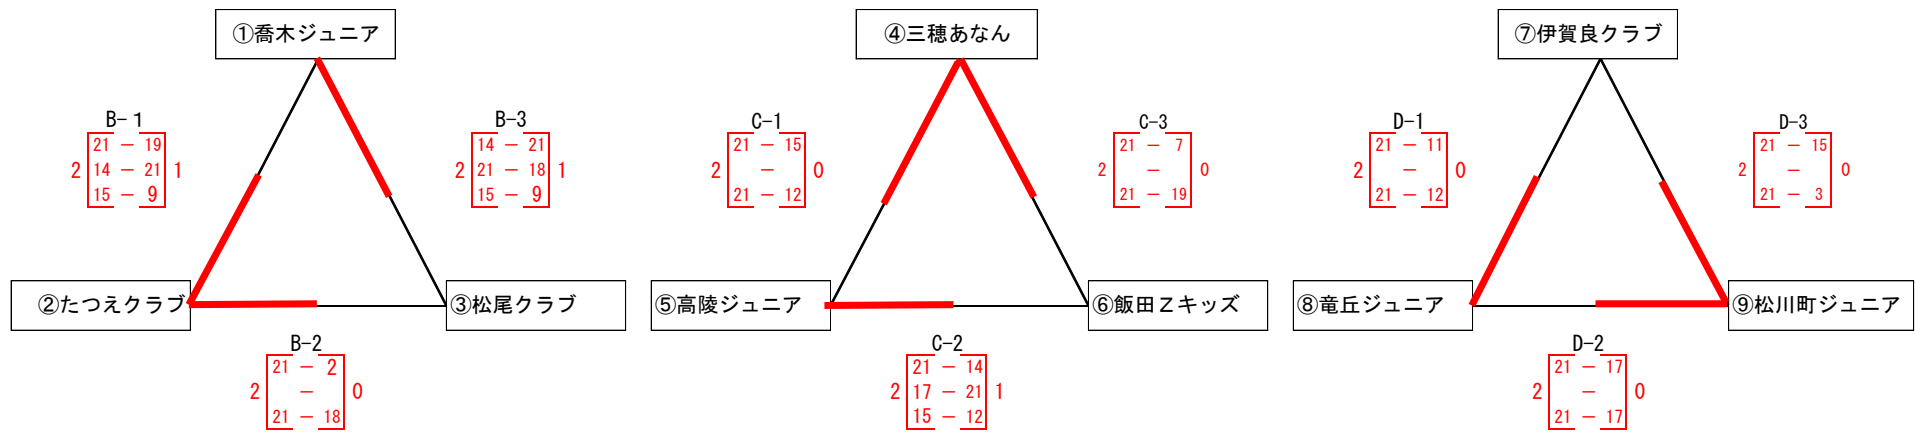 ①喬木ジュニア
B-１
2
21 － 19
14 － 21
15 － 9
1
B-3
2
14 － 21
21 － 18
15 － 9
1
②たつえクラブ
③松尾クラブ
B-2
2
21 － 2
－
21 － 18
0
④三穂あなん
C-1
2
21 － 15
－
21 － 12
0
C-3
2
21 － 7
－
21 － 19
0
⑤高陵ジュニア
⑥飯田Ｚキッズ
C-2
2
21 － 14
17 － 21
15 － 12
1
⑦伊賀良クラブ
D-1
2
21 － 11
－
21 － 12
0
D-3
2
21 － 15
－
21 － 3
0
⑧竜丘ジュニア
⑨松川町ジュニア
D-2
2
21 － 17
－
21 － 17
0